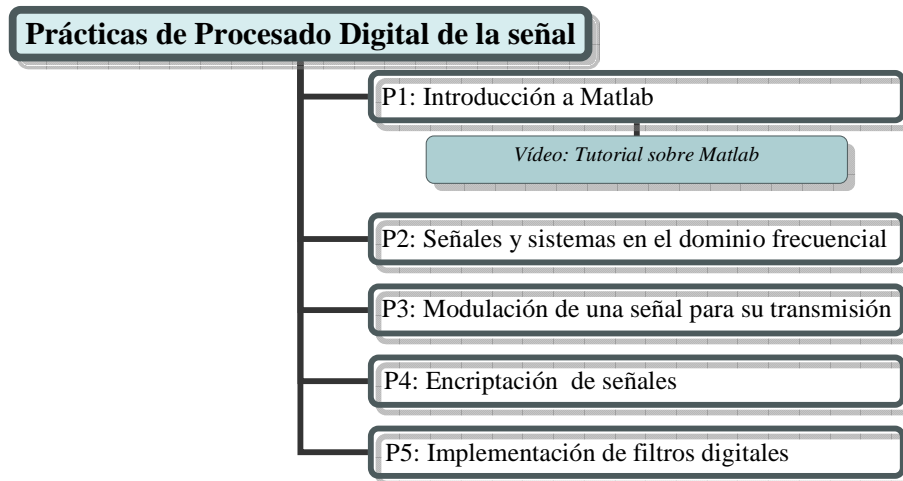 Prácticas de Procesado Digital de la señal
P1: Introducción a Matlab
Vídeo: Tutorial sobre Matlab
P2: Señales y sistemas en el dominio frecuencial
P3: Modulación de una señal para su transmisión
P4: Encriptación de señales
P5: Implementación de filtros digitales